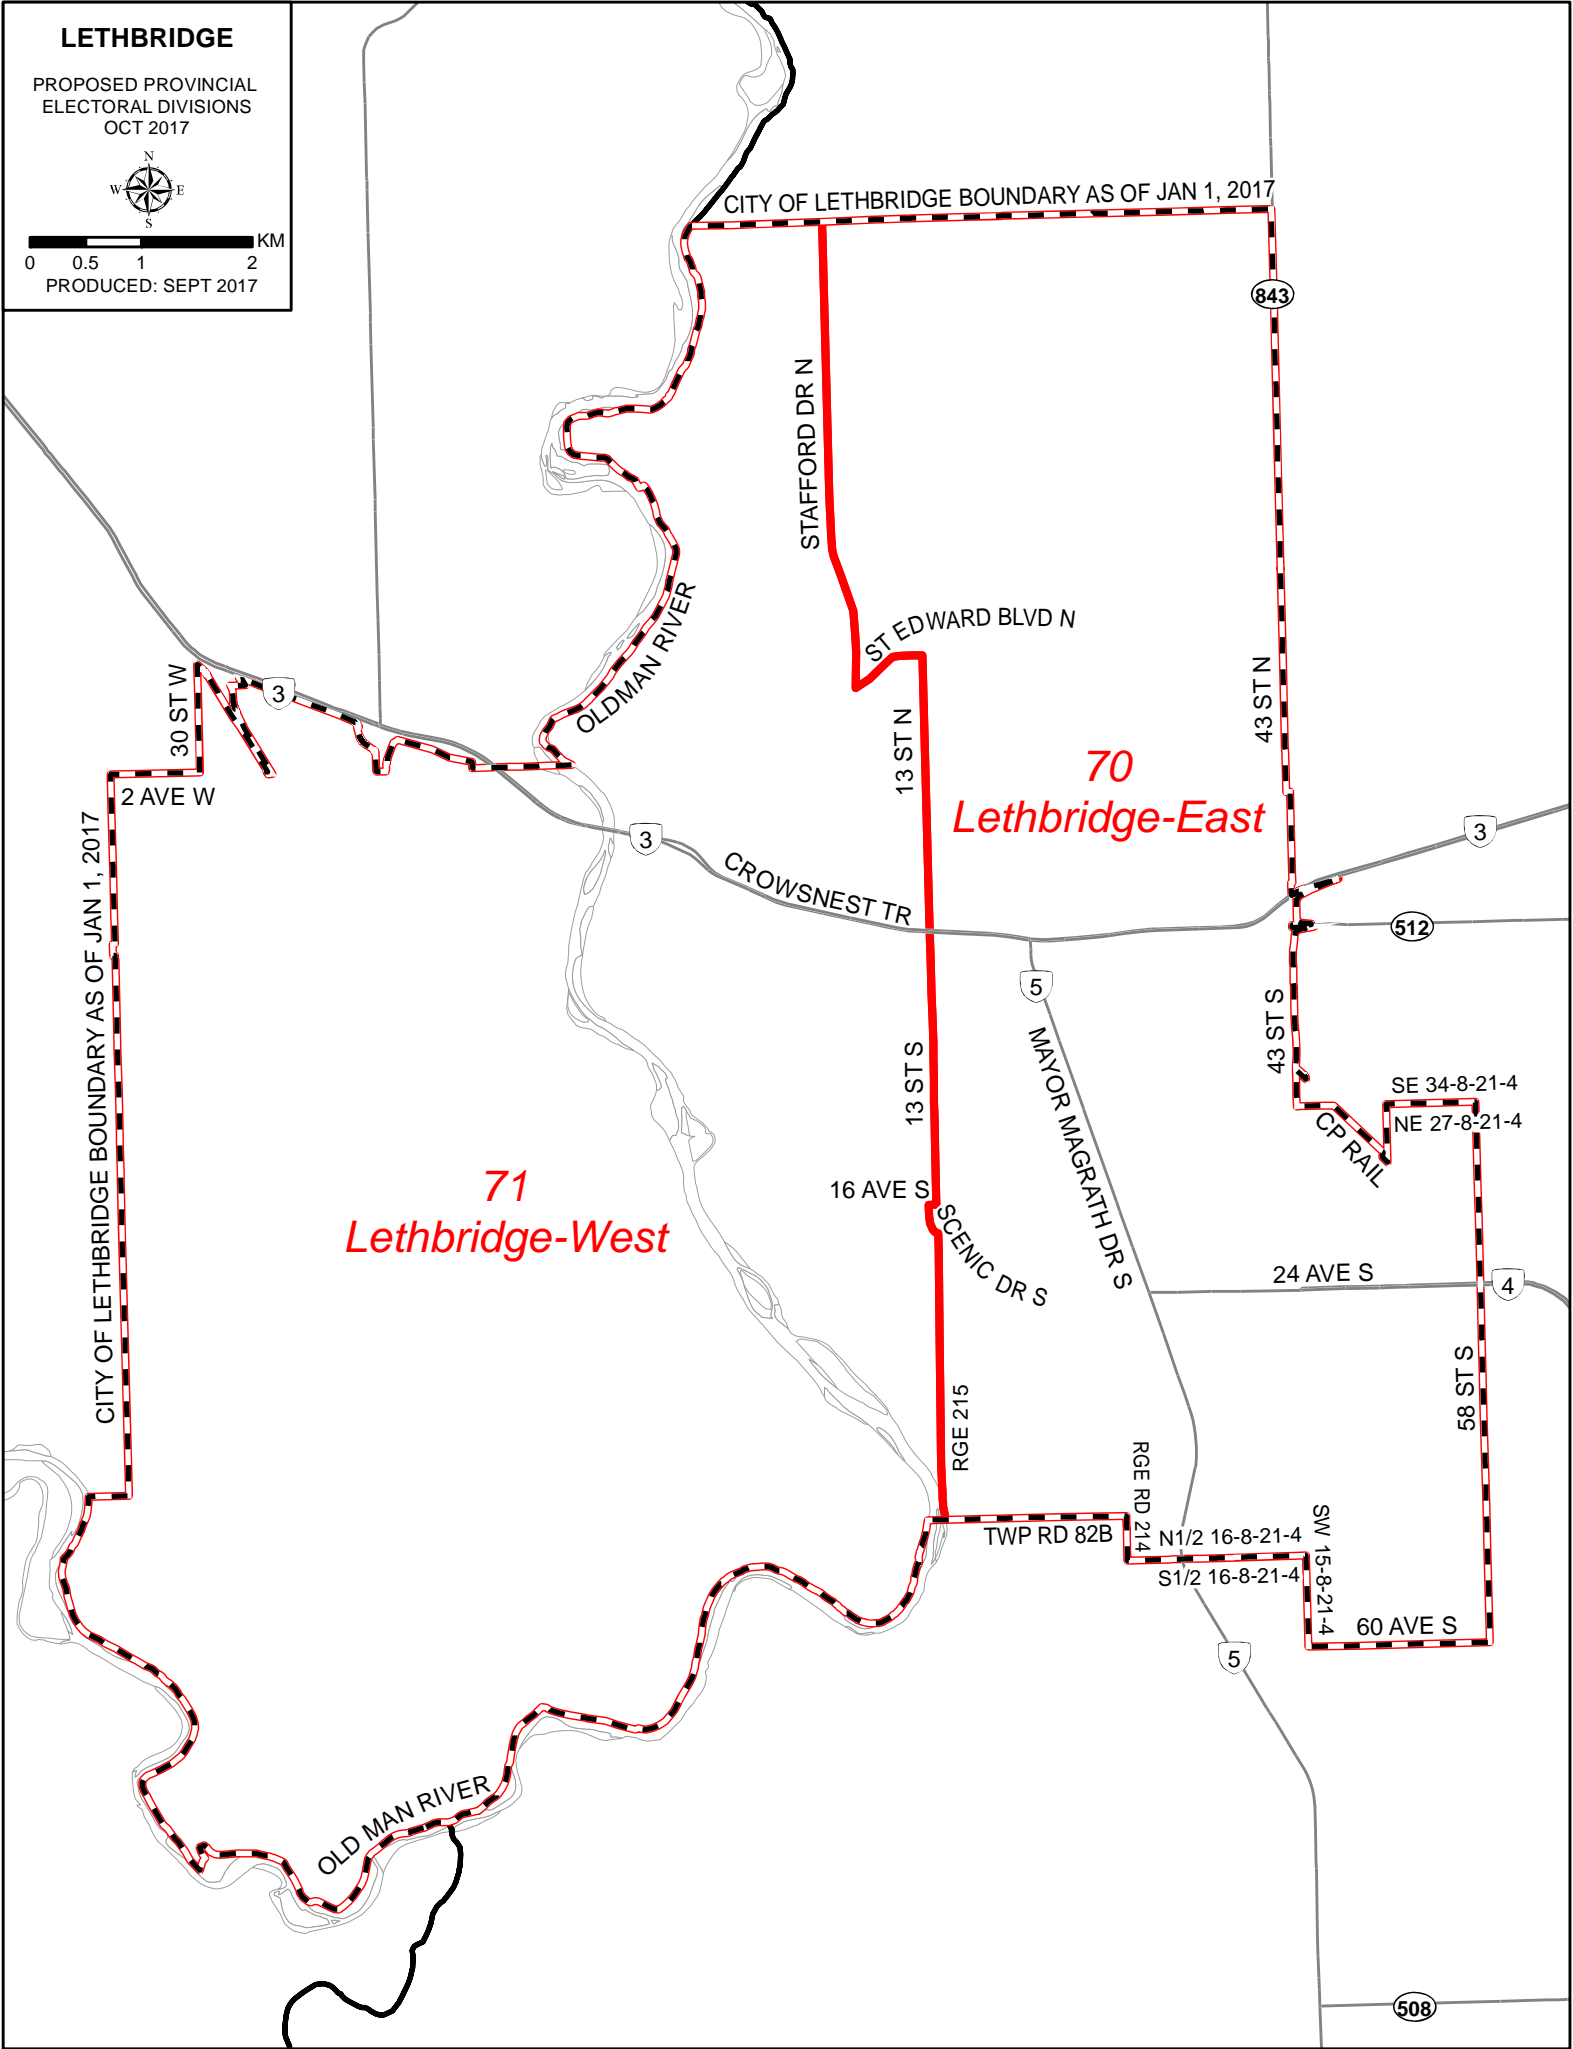 LETHBRIDGE
PROPOSED PROVINCIAL
ELECTORAL DIVISIONS
OCT 2017
N
W E
S
KM
0 0.5 1 2
PRODUCED: SEPT 2017
CITY OF LETHBRIDGE BOUNDARY AS OF JAN 1, 2017
843
STAFFORD DR N
ST EDWARD BLVD N
OLDMAN RIVER
43 ST N
30 ST W
3
13 ST N
70
Lethbridge-East
2 AVE W
3
3
CROWSNEST TR
512
CITY OF LETHBRIDGE BOUNDARY AS OF JAN 1, 2017
5
43 ST S
13 ST S
MAYOR MAGRATH DR S
SE 34-8-21-4
NE 27-8-21-4
CP RAIL
71
Lethbridge-West
16 AVE S
SCENIC DR S
24 AVE S
4
58 ST S
RGE 215
RGE RD 214
TWP RD 82B
N1/2 16-8-21-4
S1/2 16-8-21-4
SW 15-8-21-4
60 AVE S
5
OLD MAN RIVER
508